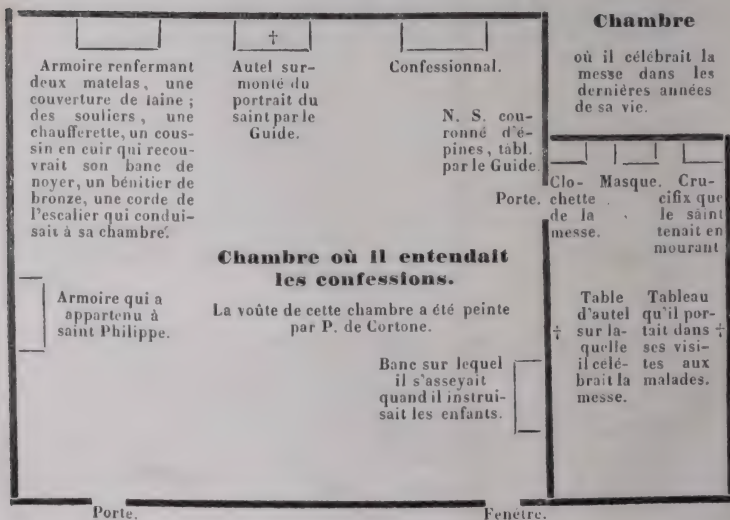 Armoire renfermant
deux matelas, une
couverture de laine ;
des souliers, une
chaufferette, un cous-
sin en cuir qui recou-
vrait son banc de
noyer, un bénitier de
bronze, une corde de
l'escalier qui condui-
sait à sa chambre.
†
Autel sur-
monté du
portrait du
saint par le
Guide.
Confessionnal.
N. S. cou-
ronné d'é-
pines, tabl.
par le Guide.
Porte.
Chambre
où il célébrait la
messe dans les
dernières années
de sa vie.
Clo-
chette
de la
messe.
Masque.
Cru-
cifix que
le saint
tenait en
mourant
Chambre où il entendait
les confessions.
La voûte de cette chambre a été peinte
par P. de Cortone.
Armoire qui a
appartenu à
saint Philippe.
Banc sur lequel
il s'asseyait
quand il instrui-
sait les enfants.
†
Table
d'autel
sur la-
quelle
il célé-
brait la
messe.
Tableau
qu'il por-
tait dans
ses visi-
tes aux
malades.
†
Porte.
Fenêtre.